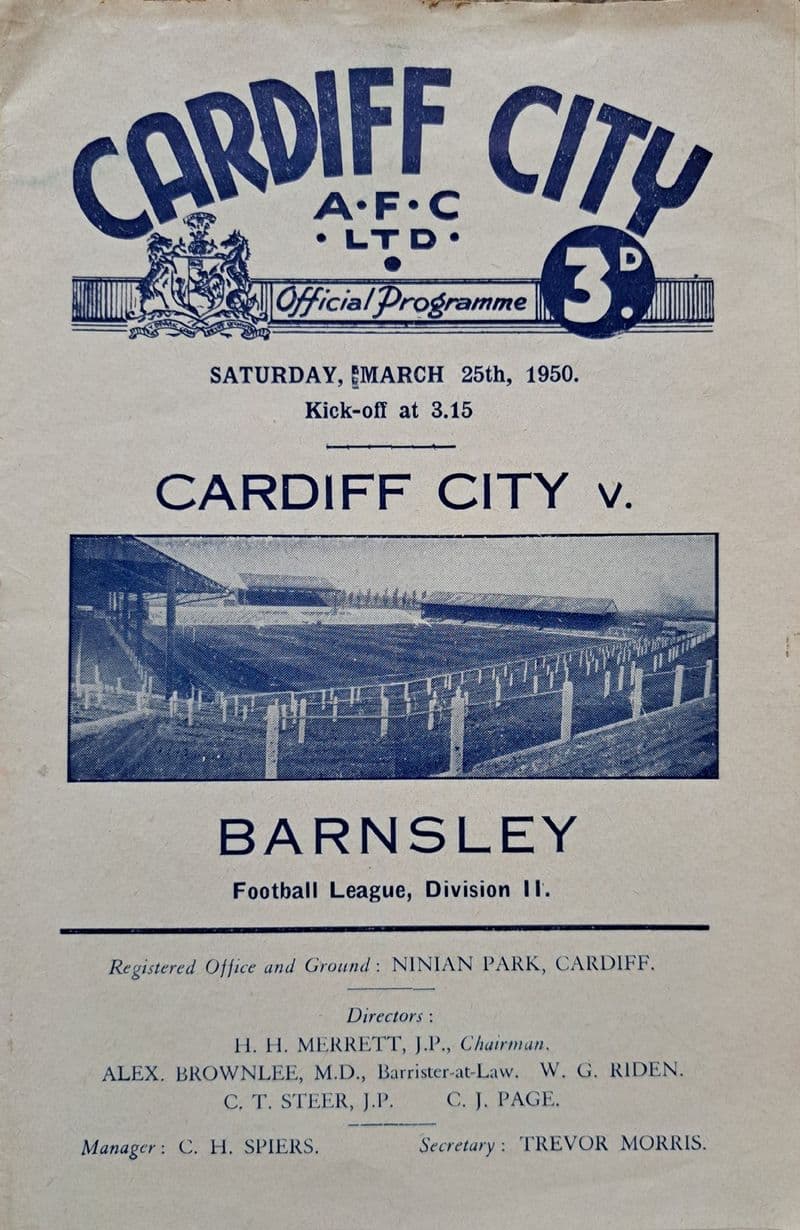 CARDIFF CITY
A·F·C
·LTD·
Official Programme
3D.
SATURDAY, MARCH 25th, 1950.
Kick-off at 3.15
CARDIFF CITY v.
BARNSLEY
Football League, Division II.
Registered Office and Ground : NINIAN PARK, CARDIFF.
Directors :
H. H. MERRETT, J.P., Chairman.
ALEX. BROWNLEE, M.D., Barrister-at-Law. W. G. RIDEN.
C. T. STEER, J.P. C. J. PAGE.
Manager : C. H. SPIERS. Secretary : TREVOR MORRIS.